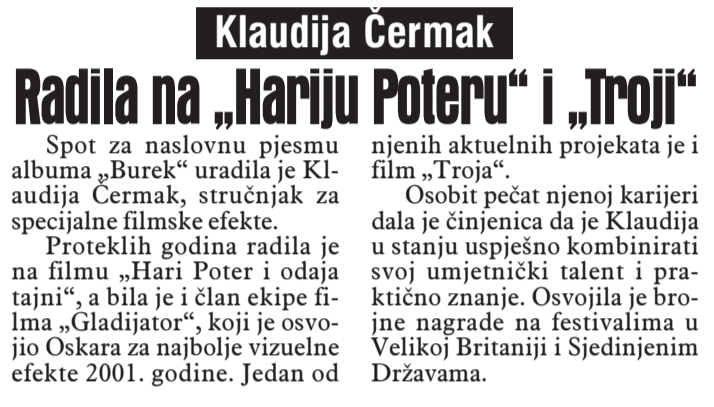 Klaudija Čermak
Radila na „Hariju Poteru“ i „Troji“
Spot za naslovnu pjesmu
albuma „Burek“ uradila je Kl-
audija Čermak, stručnjak za
specijalne filmske efekte.
Proteklih godina radila je
na filmu „Hari Poter i odaja
tajni“, a bila je i član ekipe fi-
lma „Gladijator“, koji je osvo-
jio Oskara za najbolje vizuelne
efekte 2001. godine. Jedan od
njenih aktuelnih projekata je i
film „Troja“.
Osobit pečat njenoj karijeri
dala je činjenica da je Klaudija
u stanju uspješno kombinirati
svoj umjetnički talent i pra-
ktično znanje. Osvojila je bro-
jne nagrade na festivalima u
Velikoj Britaniji i Sjedinjenim
Državama.